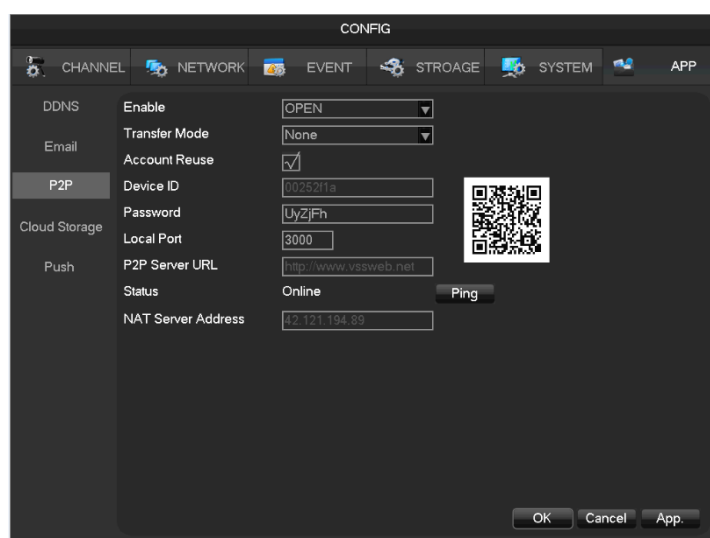 CONFIG
CHANNEL NETWORK EVENT STROAGE SYSTEM APP
DDNS
Email
P2P
Cloud Storage
Push
Enable OPEN
Transfer Mode None
Account Reuse
Device ID 00252f1a
Password UyZjFh
Local Port 3000
P2P Server URL http://www.vssweb.net
Status Online Ping
NAT Server Address 42.121.194.89
OK Cancel App.